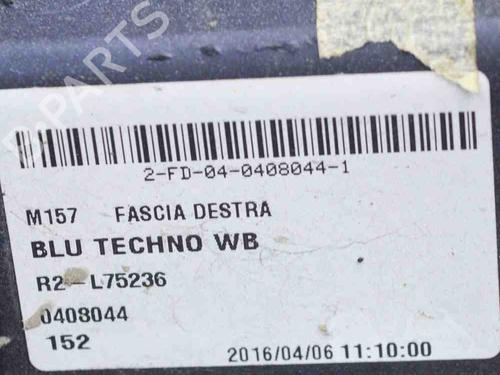 B-PARTS
2-FD-04-0408044-1
M157 FASCIA DESTRA
BLU TECHNO WB
R2-L75236
0408044
152
2016/04/06 11:10:00